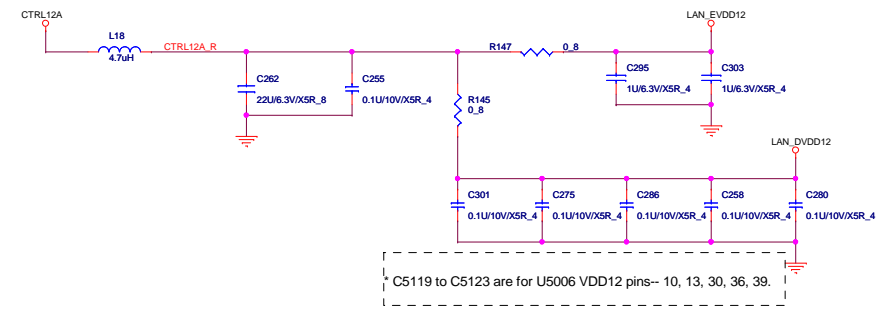 CTRL12A
LAN_EVDD12
L18
CTRL12A_R
R147
0_8
4.7uH
C262
C255
C295
C303
22U/6.3V/X5R_8
0.1U/10V/X5R_4
R145
0_8
1U/6.3V/X5R_4
1U/6.3V/X5R_4
LAN_DVDD12
C301
C275
C286
C258
C280
0.1U/10V/X5R_4
0.1U/10V/X5R_4
0.1U/10V/X5R_4
0.1U/10V/X5R_4
0.1U/10V/X5R_4
* C5119 to C5123 are for U5006 VDD12 pins-- 10, 13, 30, 36, 39.